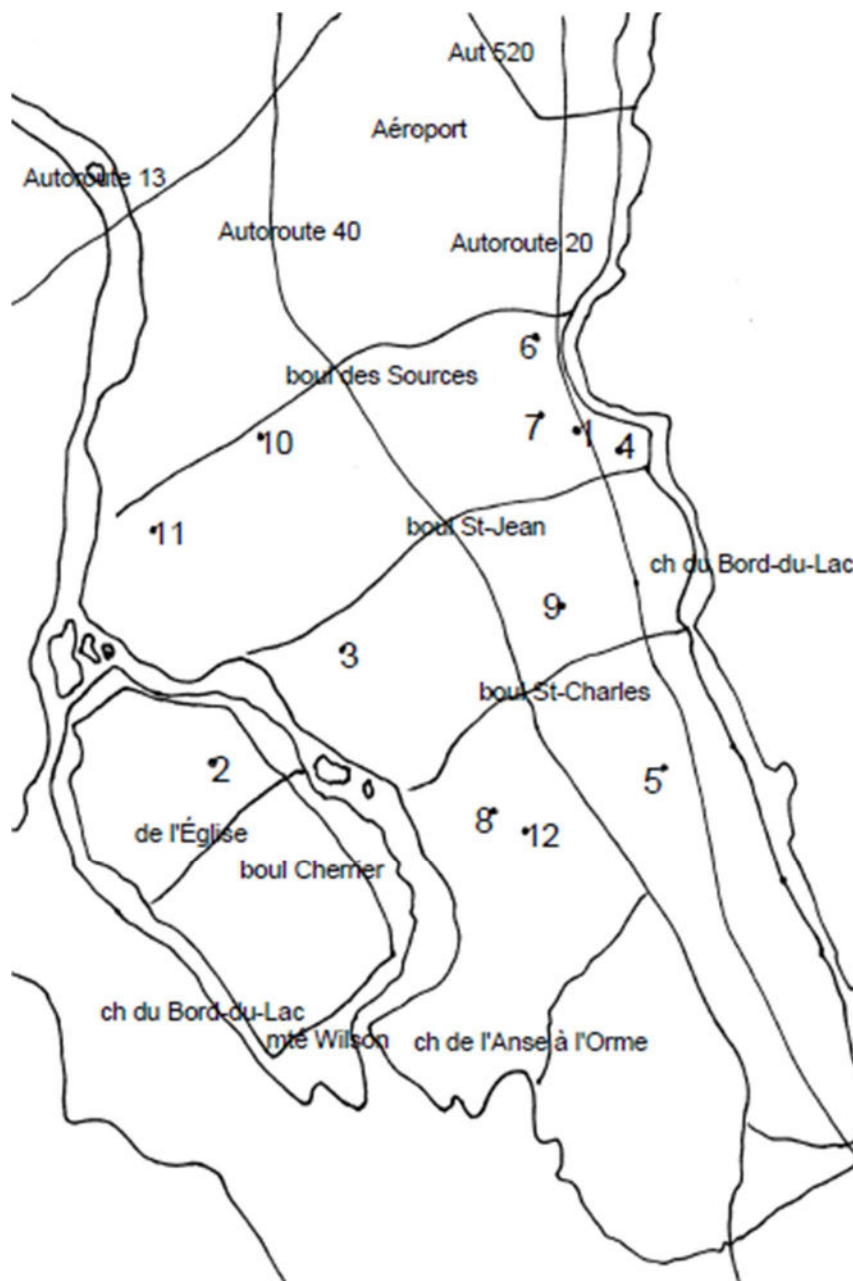 Aut 520
Aéroport
Autoroute 13
Autoroute 40
Autoroute 20
6
boul des Sources
7
1
4
10
11
boul St-Jean
ch du Bord-du-Lac
9
3
boul St-Charles
2
5
8
12
de l'Église
boul Cherrier
ch du Bord-du-Lac
mté Wilson
ch de l'Anse à l'Orme